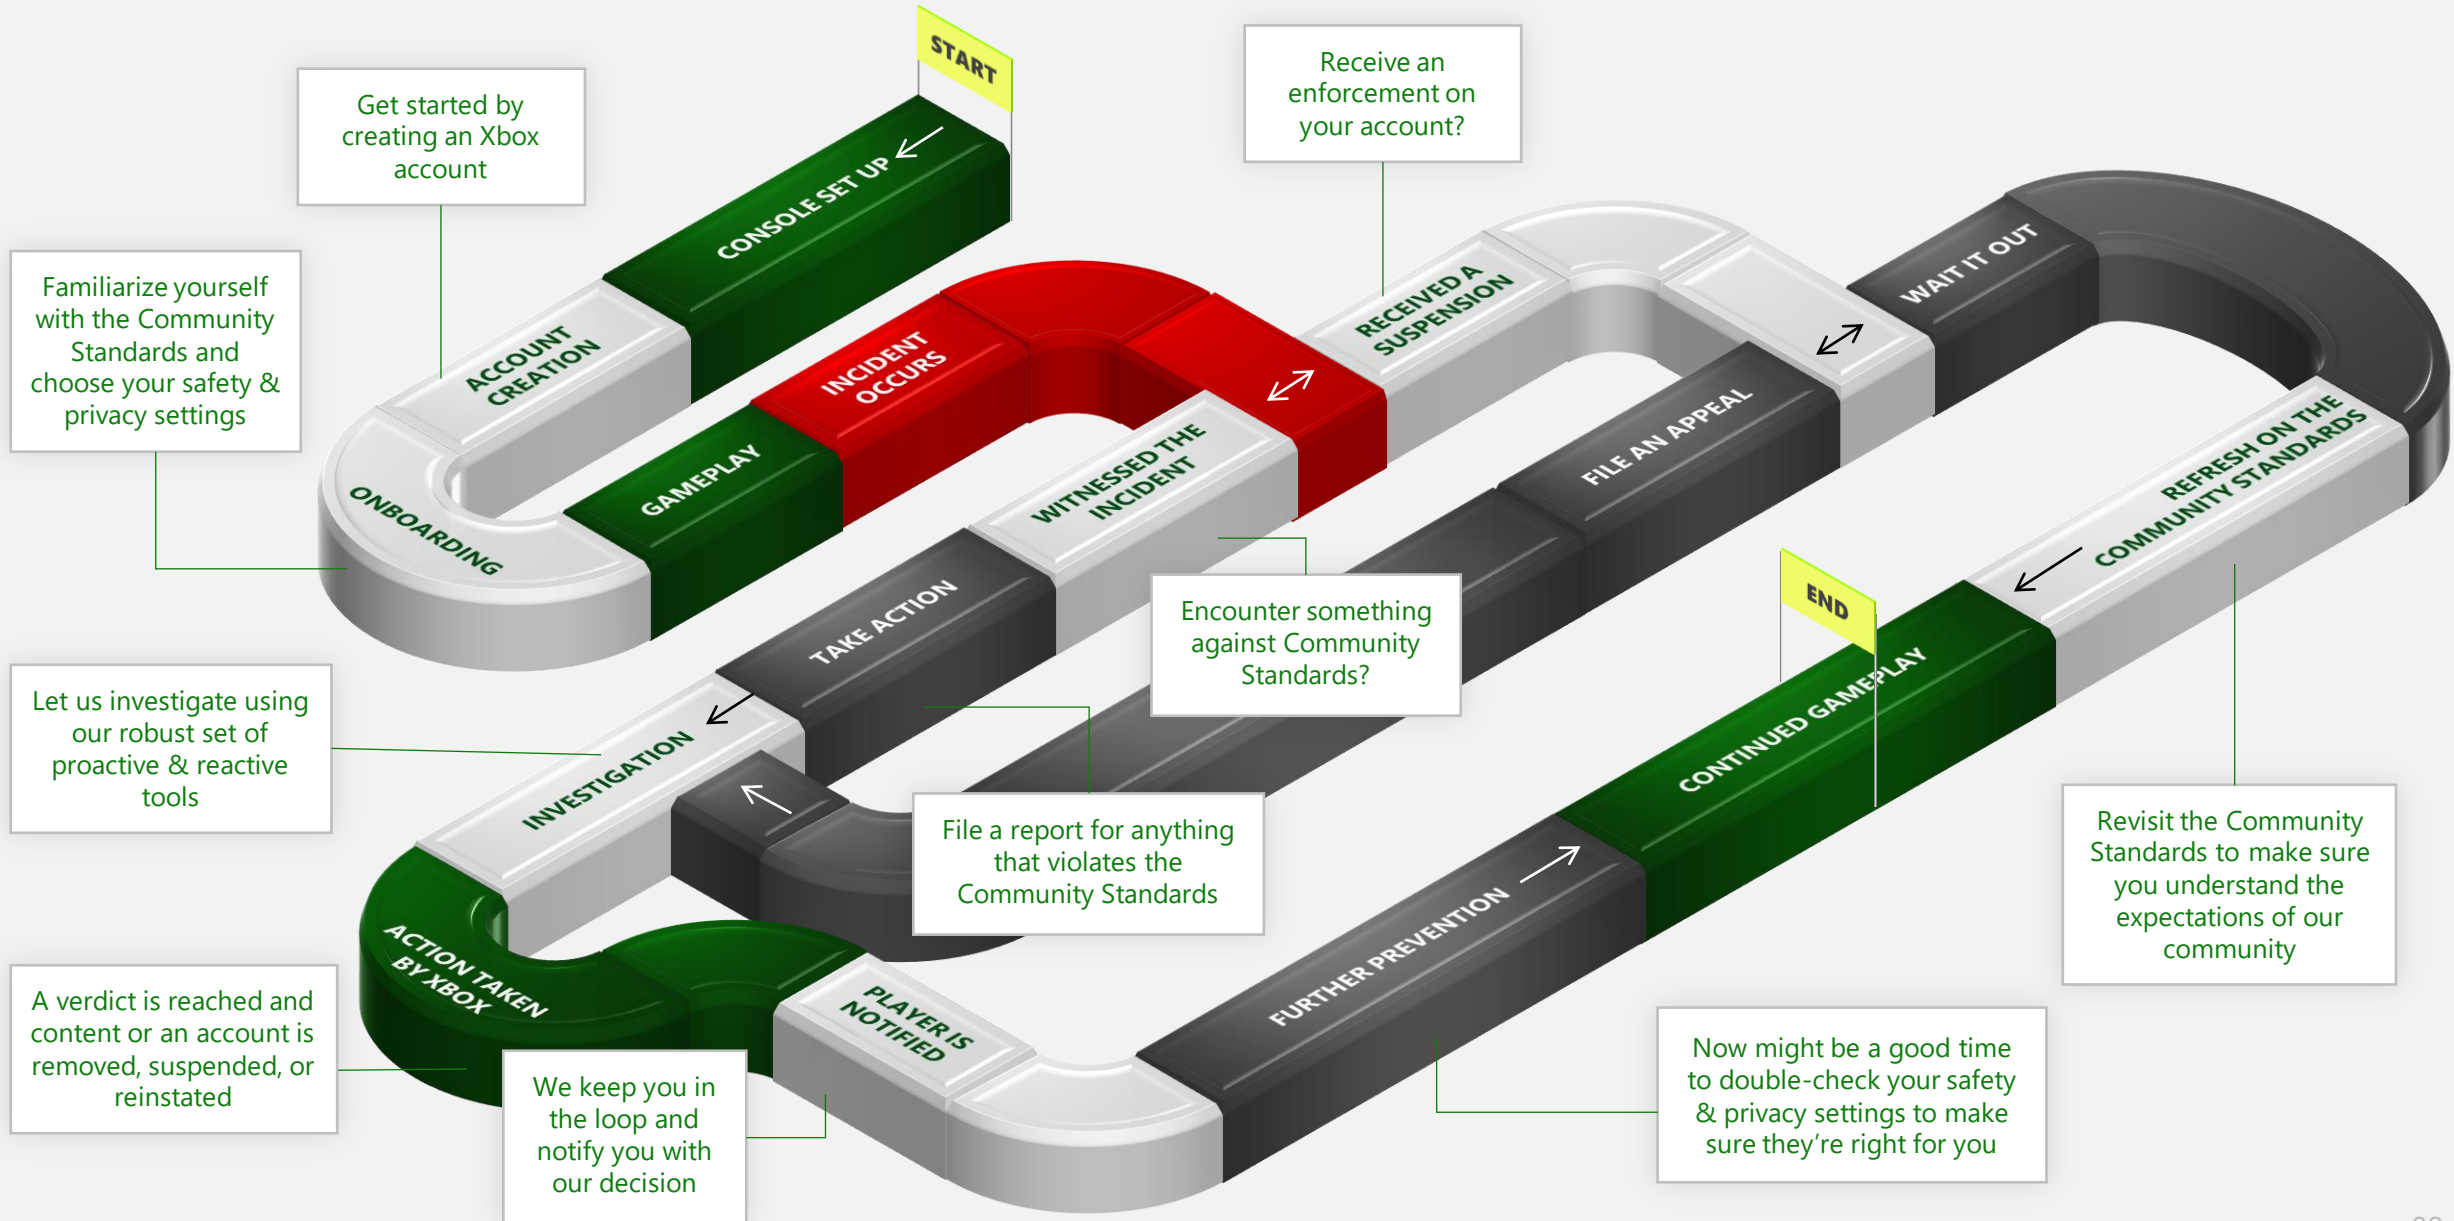 START
Get started by
creating an Xbox
account
Receive an
enforcement on
your account?
CONSOLE SET UP
Familiarize yourself
with the Community
Standards and
choose your safety &
privacy settings
ACCOUNT
CREATION
ONBOARDING
GAMEPLAY
INCIDENT
OCCURS
RECEIVED A
SUSPENSION
WAIT IT OUT
WITNESSED THE
INCIDENT
FILE AN APPEAL
REFRESH ON THE
COMMUNITY STANDARDS
TAKE ACTION
Encounter something
against Community
Standards?
END
CONTINUED GAMEPLAY
Let us investigate using
our robust set of
proactive & reactive
tools
INVESTIGATION
File a report for anything
that violates the
Community Standards
Revisit the Community
Standards to make sure
you understand the
expectations of our
community
ACTION TAKEN
BY XBOX
A verdict is reached and
content or an account is
removed, suspended, or
reinstated
PLAYER IS
NOTIFIED
We keep you in
the loop and
notify you with
our decision
FURTHER PREVENTION
Now might be a good time
to double-check your safety
& privacy settings to make
sure they're right for you